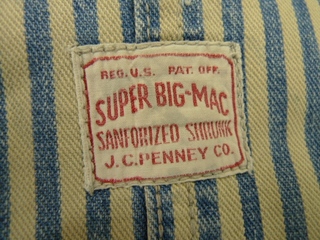 REG. U.S. PAT. OFF.
SUPER BIG-MAC
SANFORIZED SHRUNK
J.C. PENNEY CO.